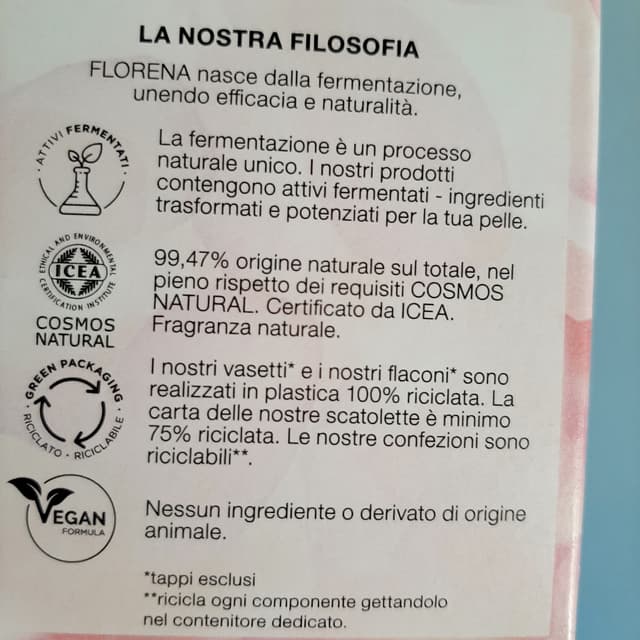 LA NOSTRA FILOSOFIA
FLORENA nasce dalla fermentazione,
unendo efficacia e naturalità.
· ATTIVI FERMENTATI ·
La fermentazione è un processo
naturale unico. I nostri prodotti
contengono attivi fermentati - ingredienti
trasformati e potenziati per la tua pelle.
ETHICAL AND ENVIRONMENTAL
ICEA
CERTIFICATION INSTITUTE
COSMOS
NATURAL
99,47% origine naturale sul totale, nel
pieno rispetto dei requisiti COSMOS
NATURAL. Certificato da ICEA.
Fragranza naturale.
GREEN PACKAGING
· RICICLATO · RICICLABILE ·
I nostri vasetti* e i nostri flaconi* sono
realizzati in plastica 100% riciclata. La
carta delle nostre scatolette è minimo
75% riciclata. Le nostre confezioni sono
riciclabili**.
VEGAN
FORMULA
Nessun ingrediente o derivato di origine
animale.
*tappi esclusi
**ricicla ogni componente gettandolo
nel contenitore dedicato.